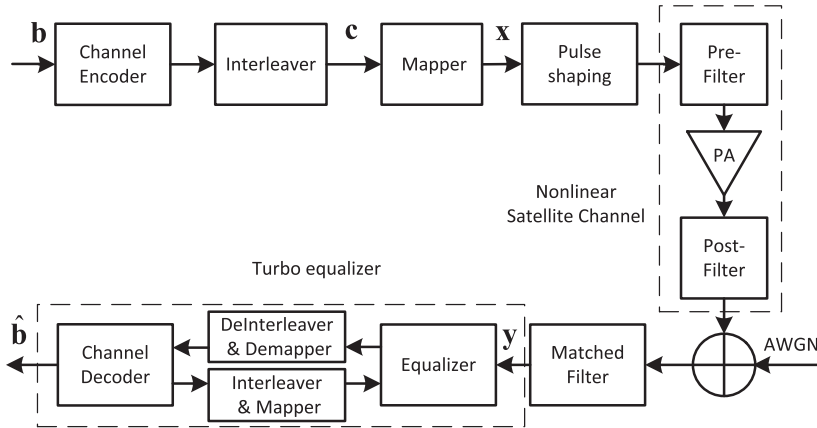 b
Channel
Encoder
Interleaver
c
Mapper
x
Pulse
shaping
Pre-
Filter
PA
Nonlinear
Satellite Channel
Post-
Filter
AWGN
Matched
Filter
y
Turbo equalizer
Equalizer
DeInterleaver
& Demapper
Interleaver
& Mapper
Channel
Decoder
b̂